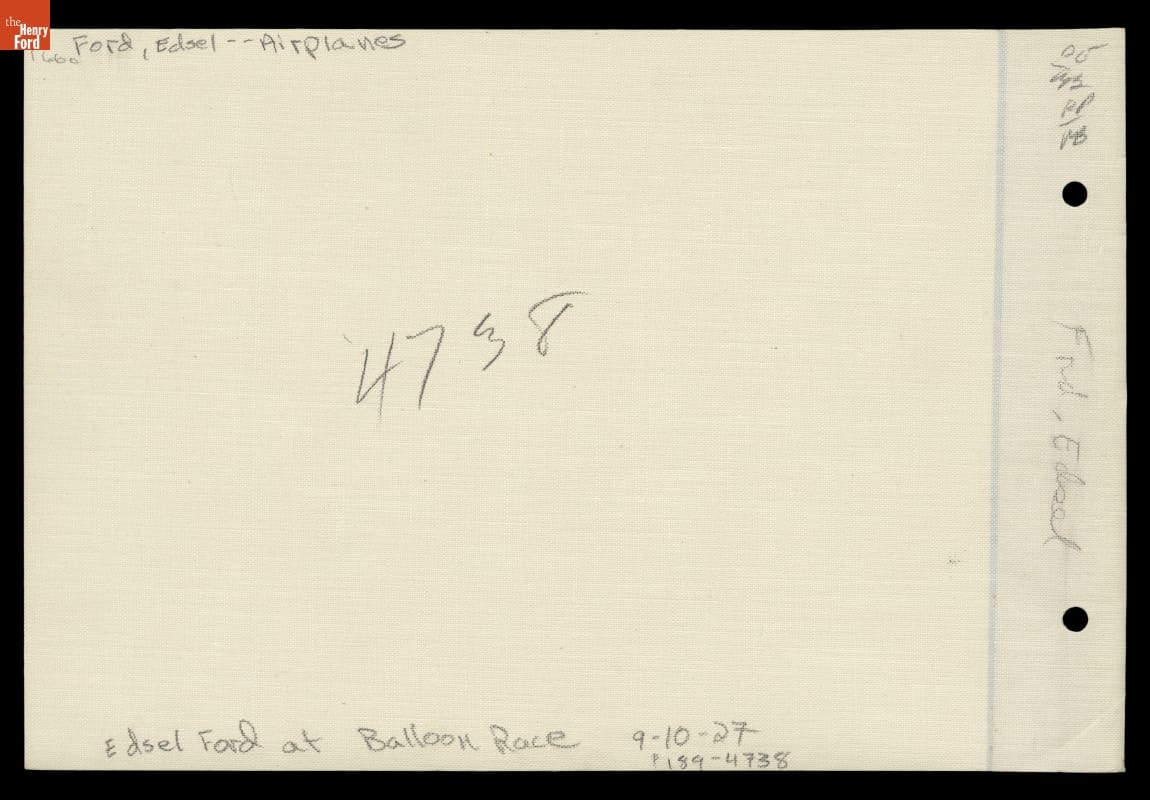 the
Henry
Ford
1660
Ford, Edsel -- Airplanes
4738
Ford, Edsel
Edsel Ford at Balloon Race 9-10-27
P189-4738